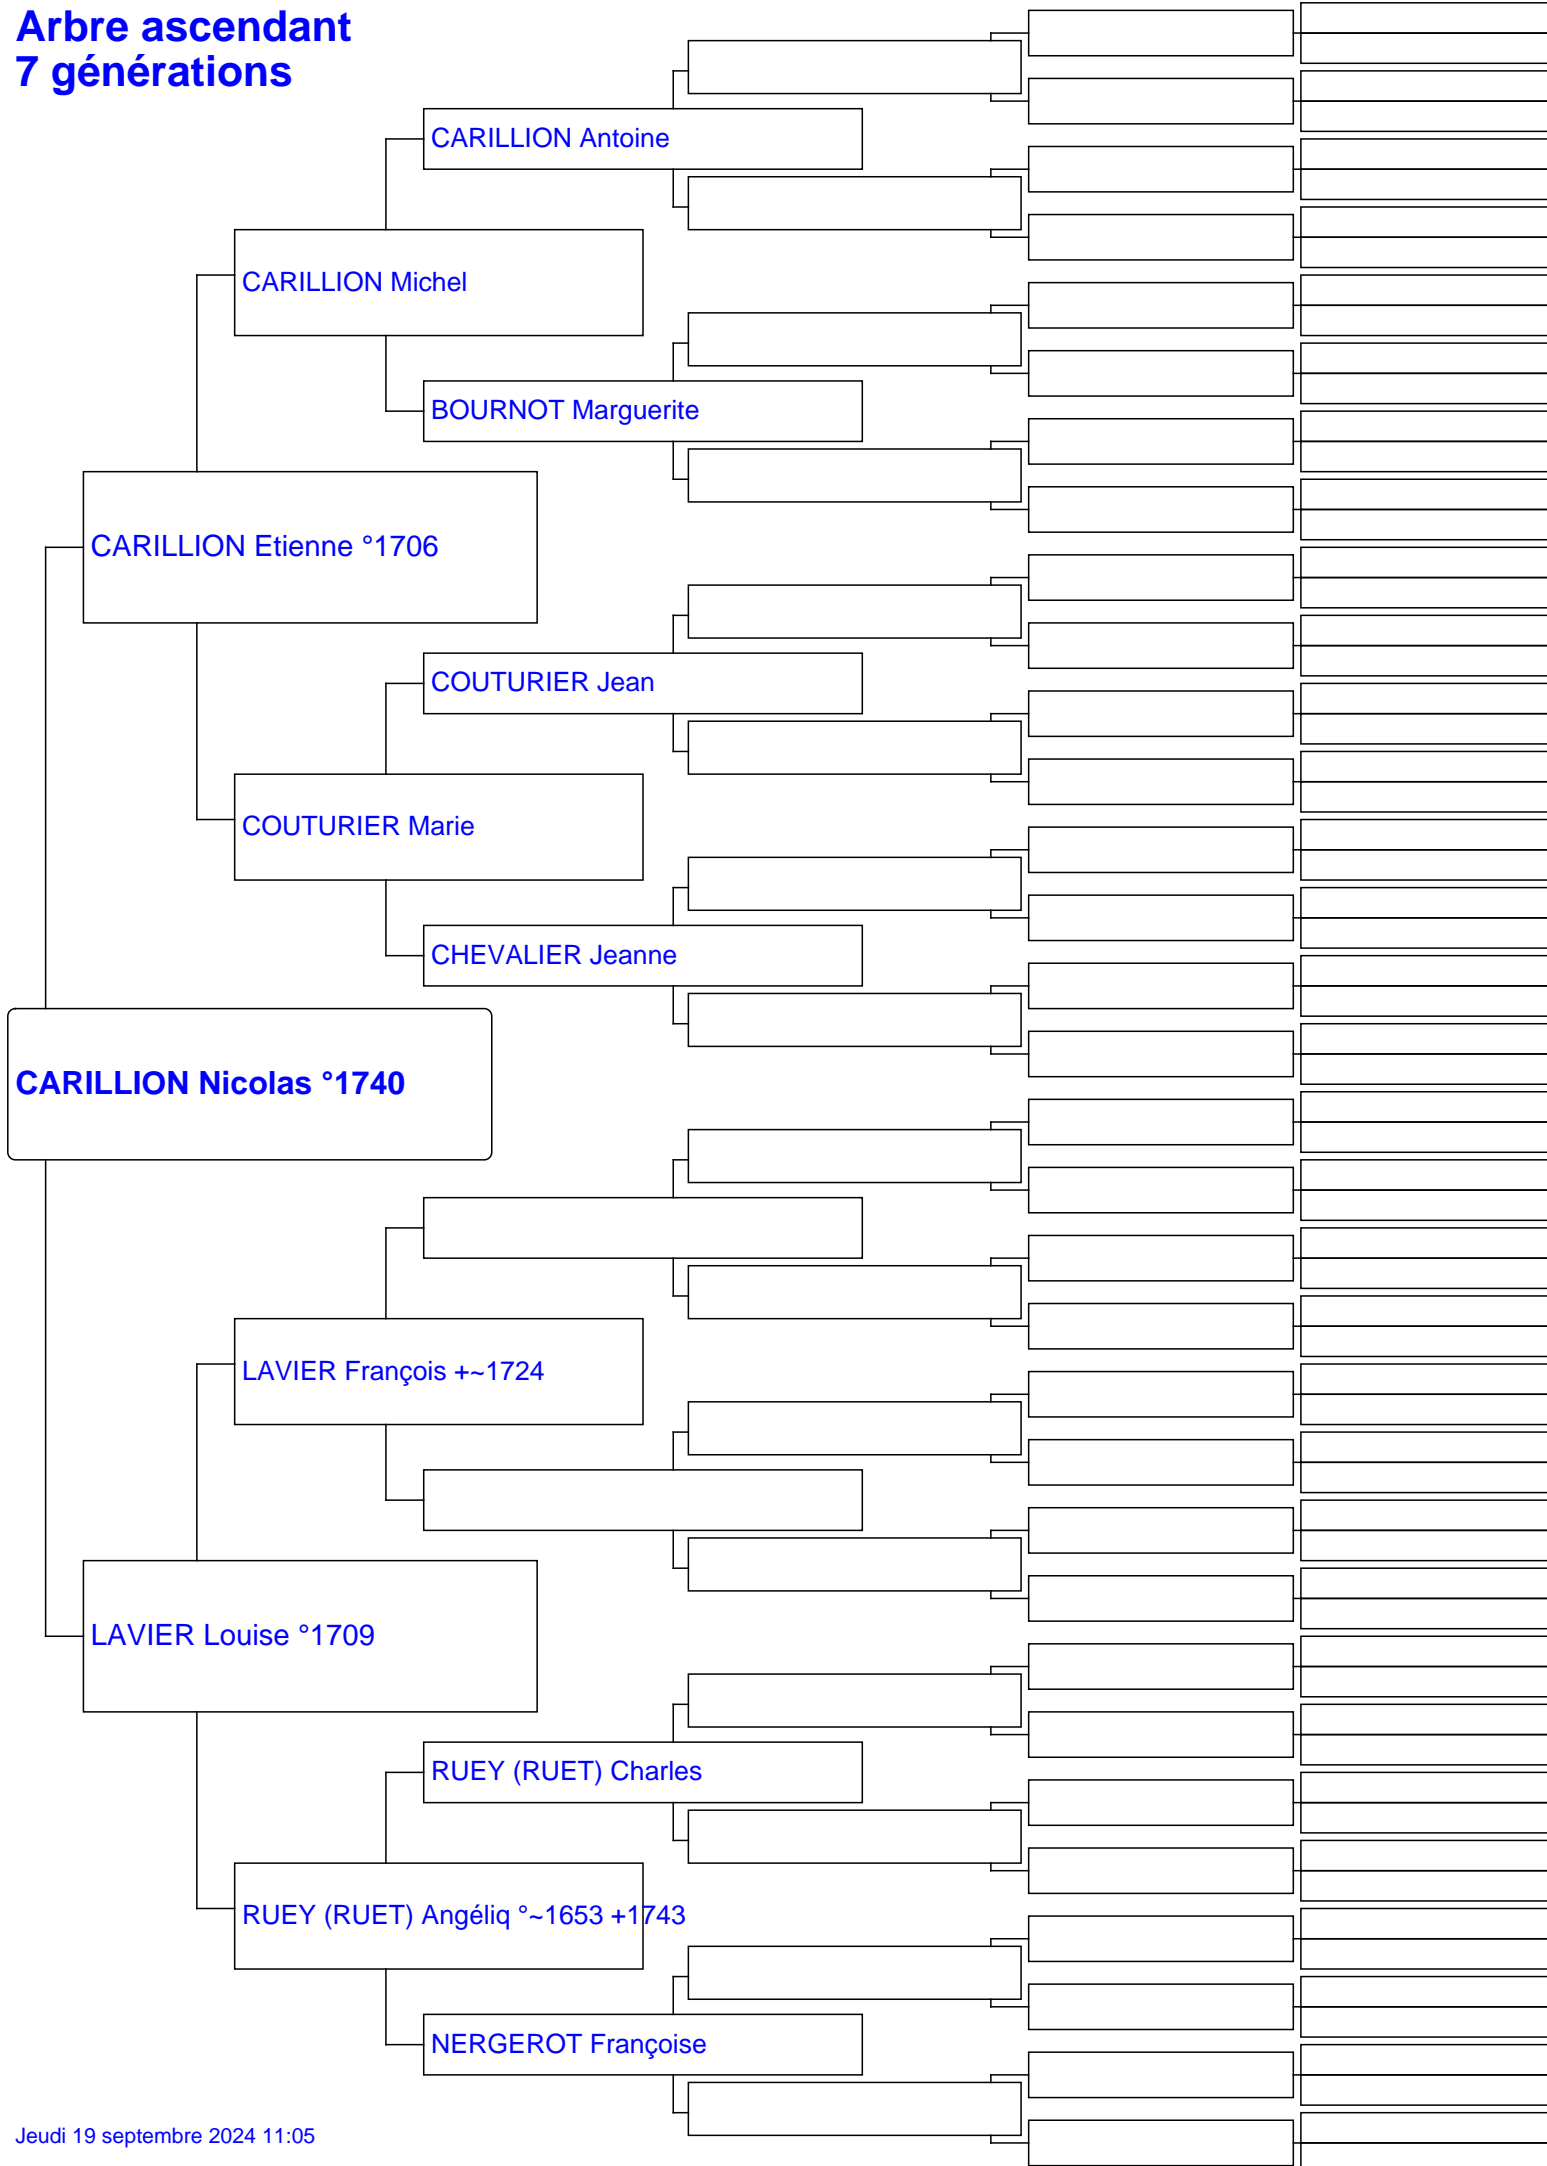 Arbre ascendant
7 générations
CARILLION Antoine
CARILLION Michel
BOURNOT Marguerite
CARILLION Etienne °1706
COUTURIER Jean
COUTURIER Marie
CHEVALIER Jeanne
CARILLION Nicolas °1740
LAVIER François +~1724
LAVIER Louise °1709
RUEY (RUET) Charles
RUEY (RUET) Angéliq °~1653 +1743
NERGEROT Françoise
Jeudi 19 septembre 2024 11:05